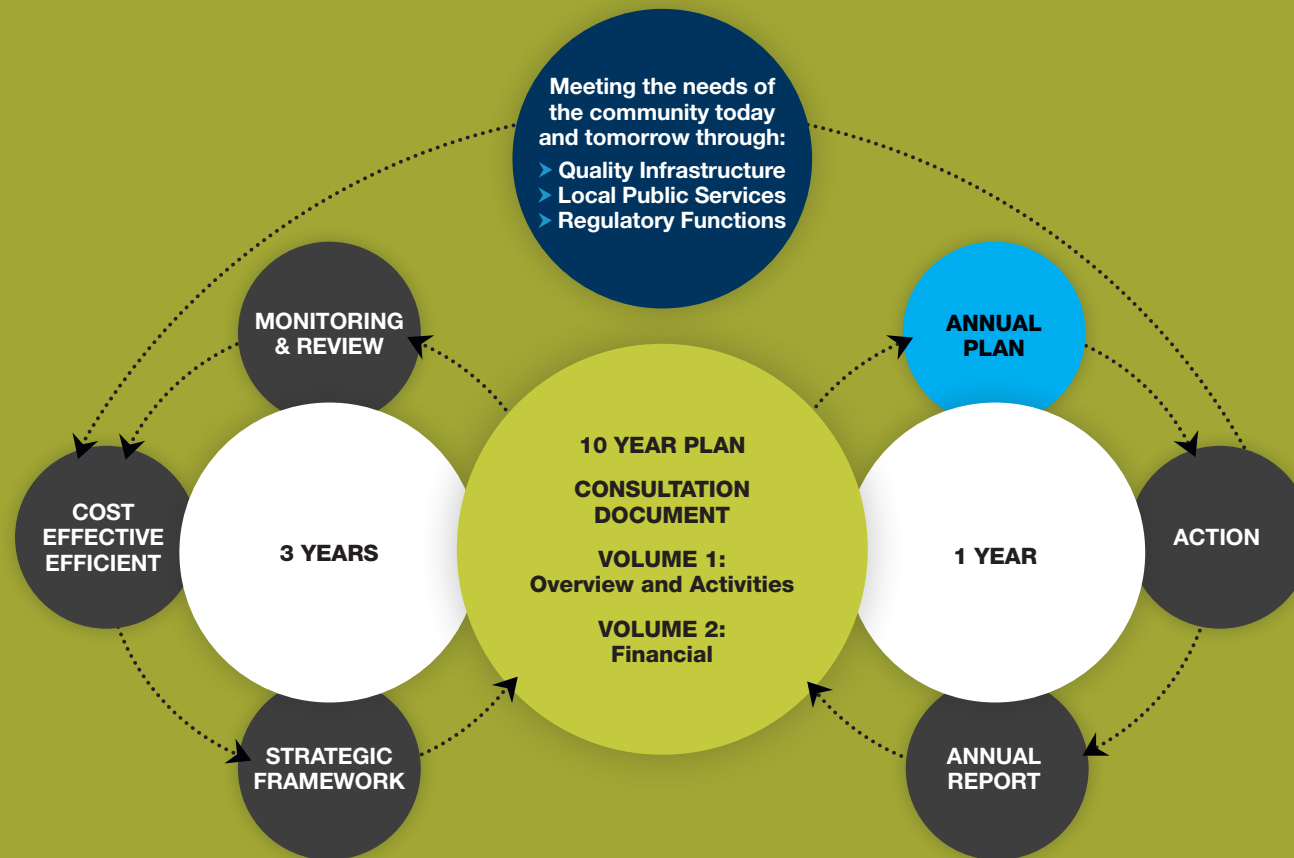 Meeting the needs of
the community today
and tomorrow through:
➤ Quality Infrastructure
➤ Local Public Services
➤ Regulatory Functions
MONITORING
& REVIEW
ANNUAL
PLAN
10 YEAR PLAN
CONSULTATION
DOCUMENT
VOLUME 1:
Overview and Activities
VOLUME 2:
Financial
COST
EFFECTIVE
EFFICIENT
3 YEARS
1 YEAR
ACTION
STRATEGIC
FRAMEWORK
ANNUAL
REPORT